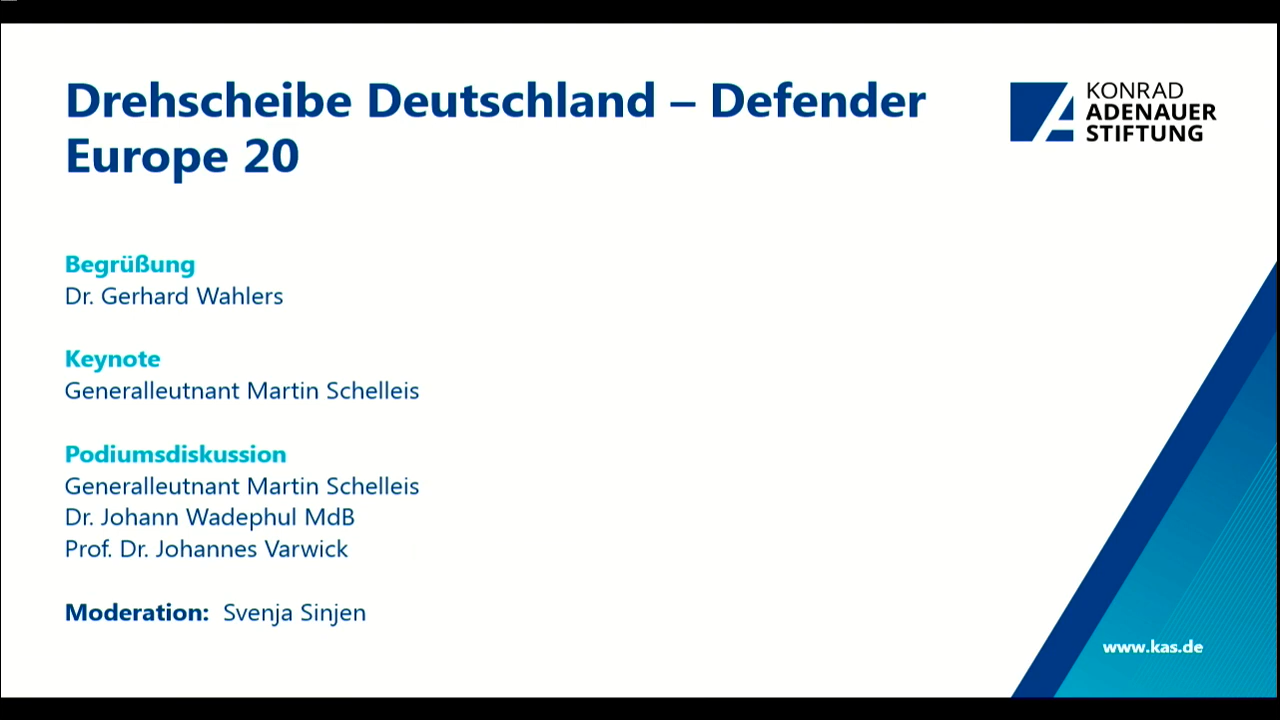 Drehscheibe Deutschland – Defender
Europe 20
KONRAD
ADENAUER
STIFTUNG
Begrüßung
Dr. Gerhard Wahlers
Keynote
Generalleutnant Martin Schelleis
Podiumsdiskussion
Generalleutnant Martin Schelleis
Dr. Johann Wadephul MdB
Prof. Dr. Johannes Varwick
Moderation: Svenja Sinjen
www.kas.de